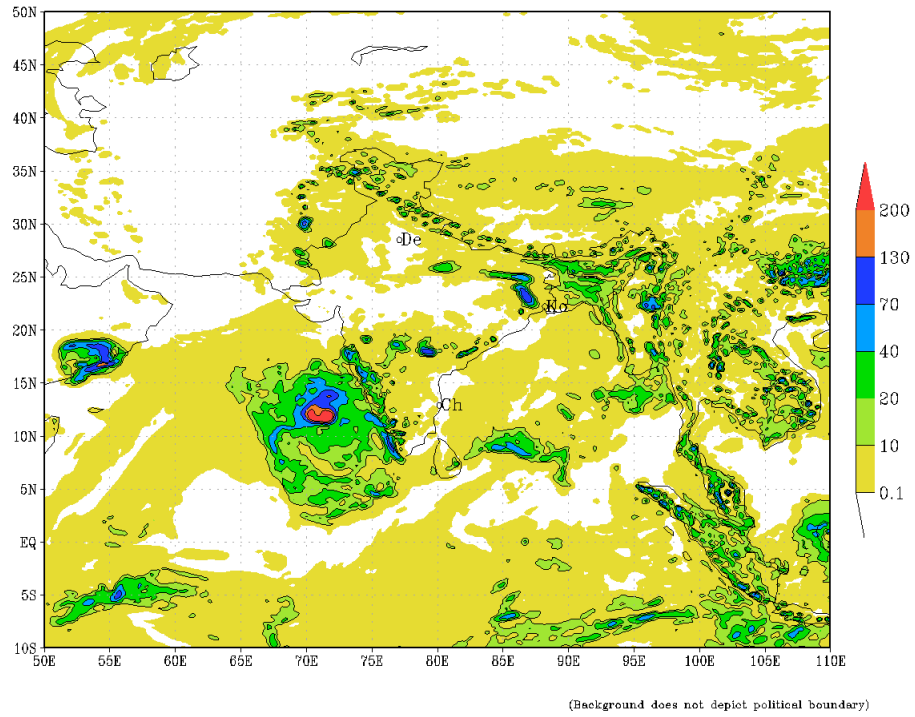 50N
45N
40N
35N
30N
25N
20N
15N
10N
5N
EQ
5S
10S
50E 55E 60E 65E 70E 75E 80E 85E 90E 95E 100E 105E 110E
De
Ko
Ch
200
130
70
40
20
10
0.1
(Background does not depict political boundary)